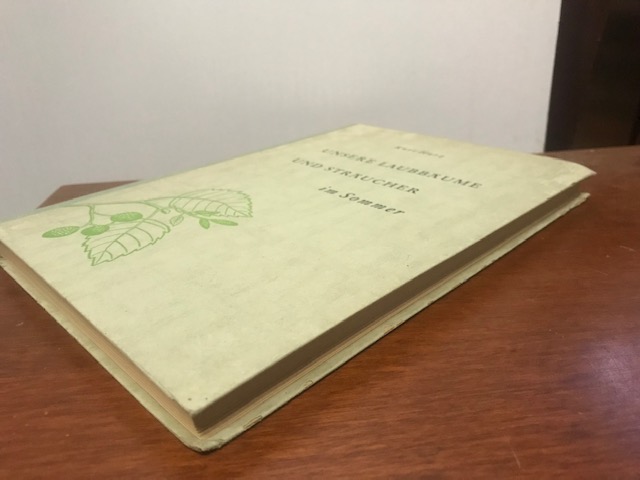 UNSERE LAUBBÄUME
UND STRÄUCHER
im Sommer